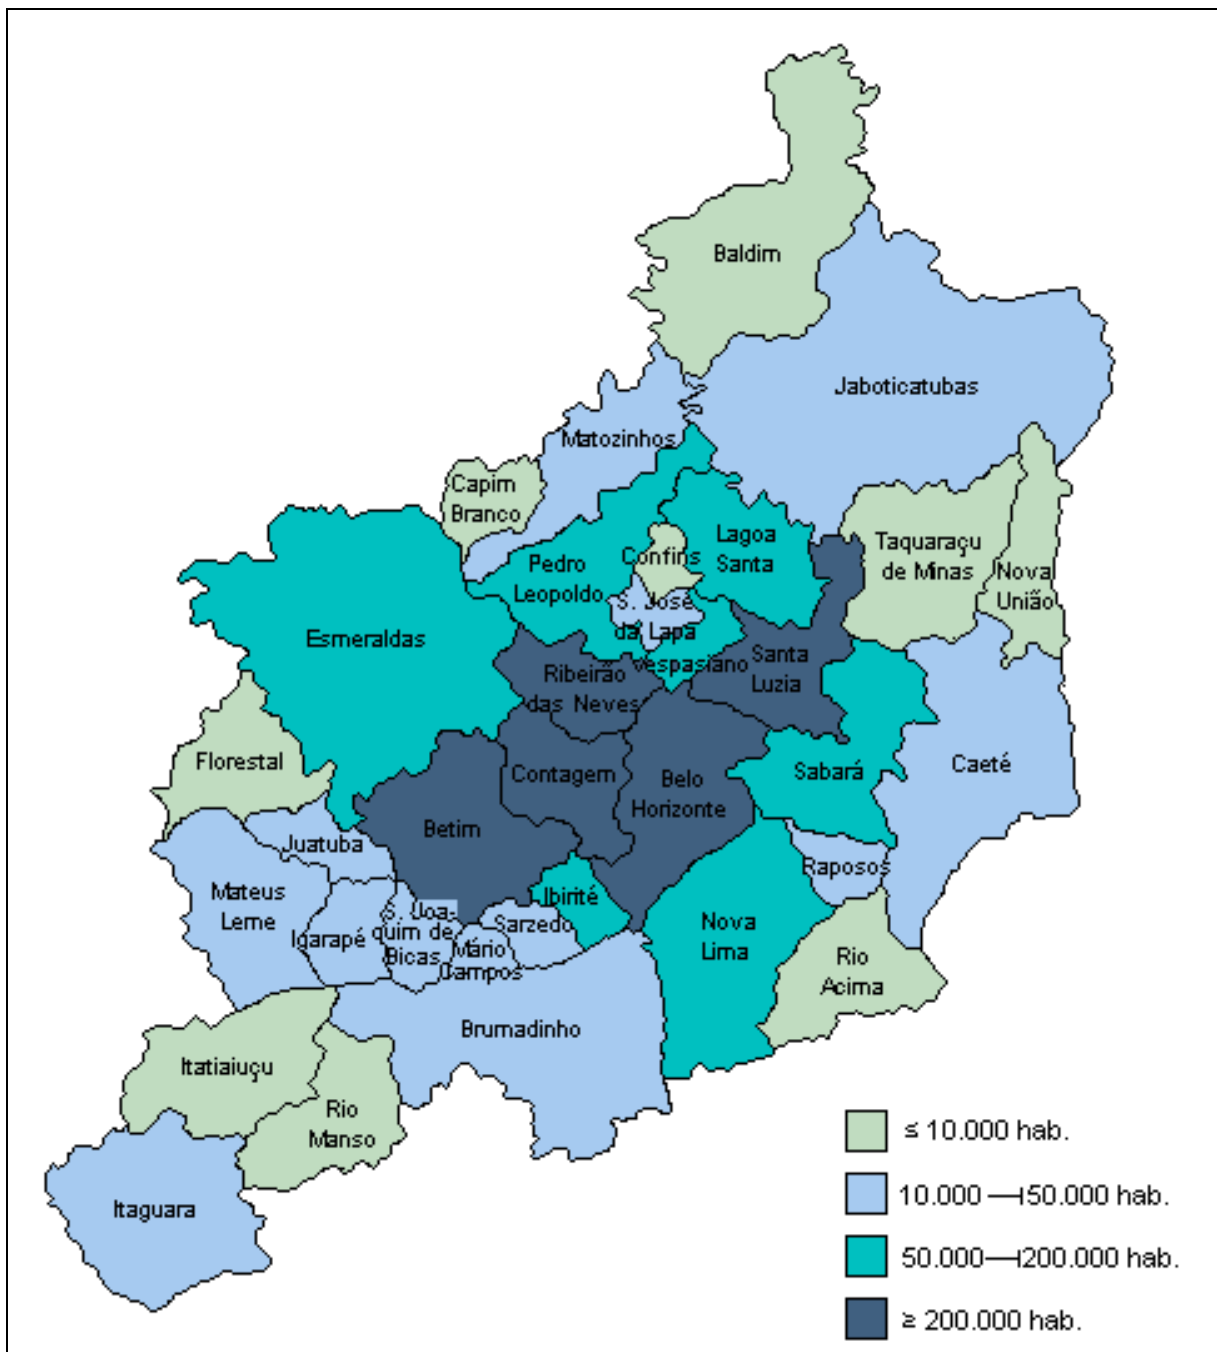 Baldim
Jaboticatubas
Matozinhos
Capim
Branco
Lagoa
Santa
Confins
Taquaraçu
de Minas
Nova
União
Pedro
Leopoldo
S. José
da Lapa
Esmeraldas
Vespasiano
Santa
Luzia
Ribeirão
das Neves
Florestal
Contagem
Belo
Horizonte
Sabará
Caeté
Betim
Juatuba
Raposos
Mateus
Leme
Igarapé
S. Joa-
quim de
Bicas
Ibirité
Sarzedo
Mário
Campos
Nova
Lima
Rio
Acima
Brumadinho
Itatiaiuçu
Rio
Manso
Itaguara
≤ 10.000 hab.
10.000 —| 50.000 hab.
50.000 —| 200.000 hab.
≥ 200.000 hab.